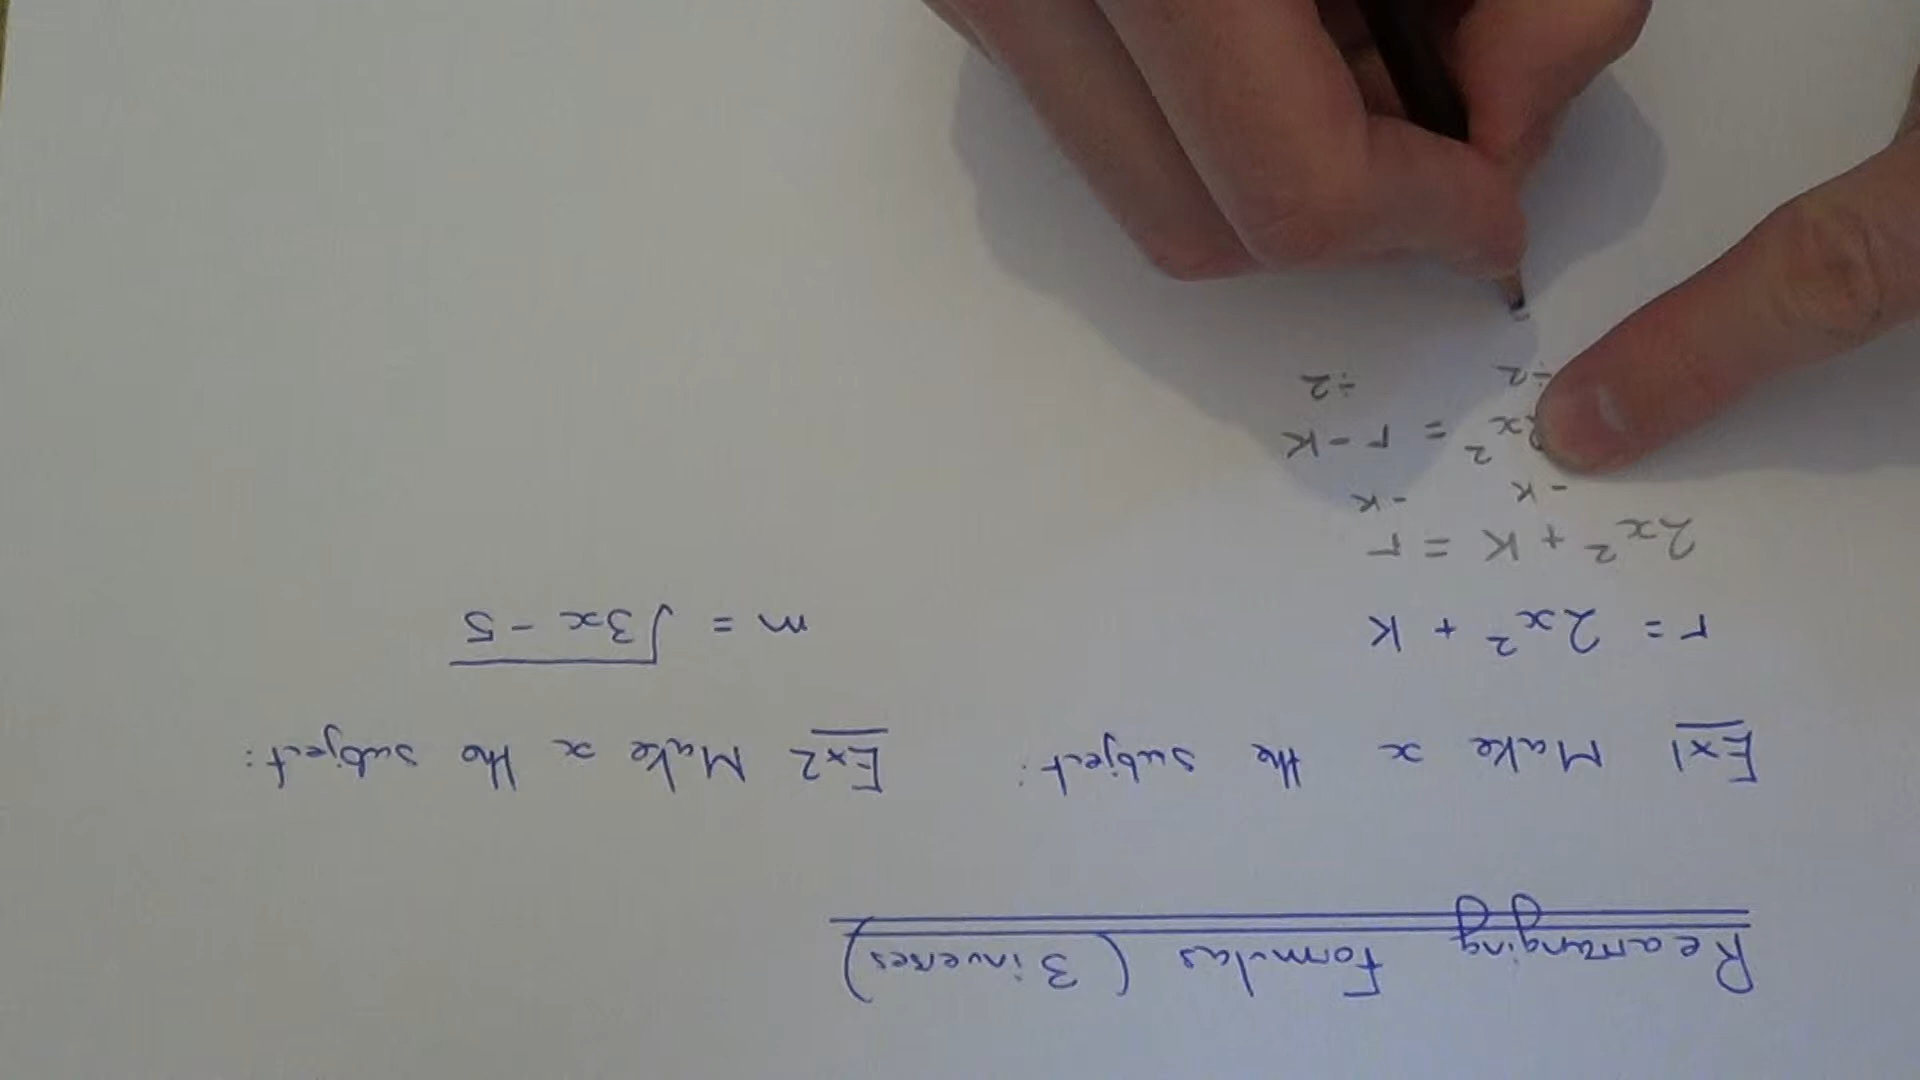 Rearranging Formulas (3 inverses)
Ex1 Make x the subject:
r = 2x² + k
2x² + k = r
-k -k
2x² = r - k
÷2 ÷2
Ex2 Make x the subject:
m = √3x - 5